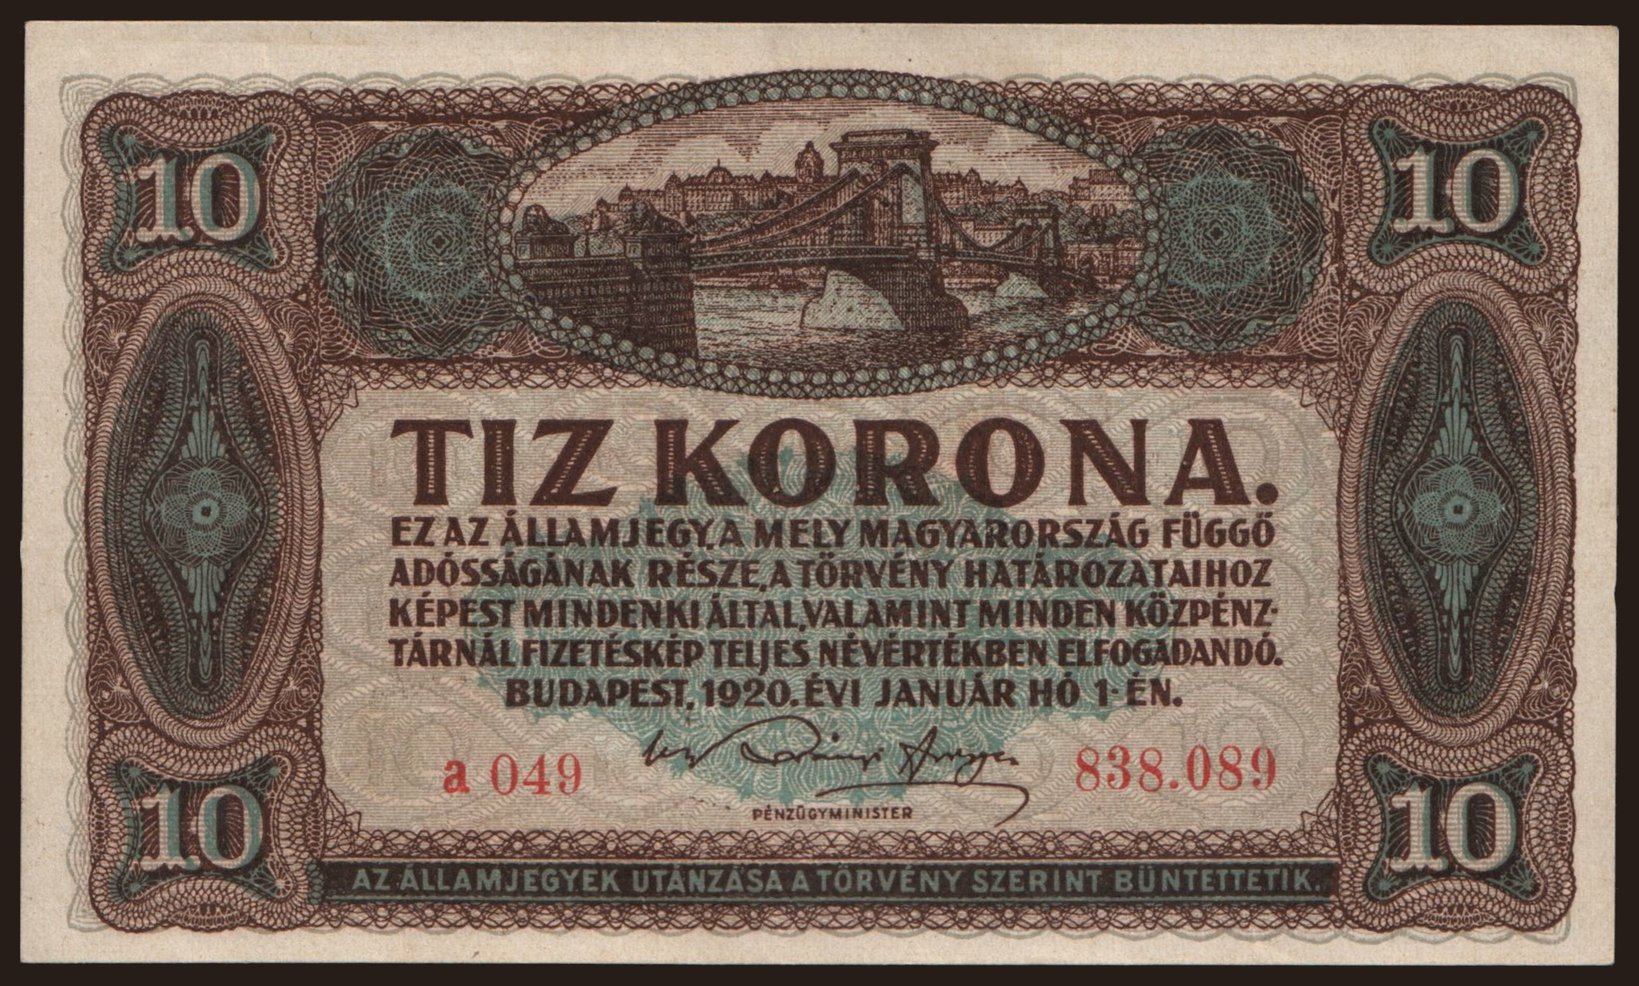 10 10
TIZ KORONA.
EZ AZ ÁLLAMJEGY, A MELY MAGYARORSZÁG FÜGGŐ
ADÓSSÁGÁNAK RÉSZE, A TÖRVÉNY HATÁROZATAIHOZ
KÉPEST MINDENKI ÁLTAL, VALAMINT MINDEN KÖZPÉNZ-
TÁRNÁL FIZETÉSKÉP TELJES NÉVÉRTÉKBEN ELFOGADANDÓ.
BUDAPEST, 1920. ÉVI JANUÁR HÓ 1-ÉN.
a 049 838.089
PÉNZÜGYMINISTER
10 10
AZ ÁLLAMJEGYEK UTÁNZÁSA A TÖRVÉNY SZERINT BÜNTETTETIK.